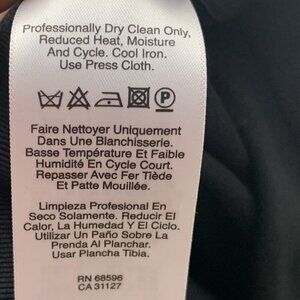 Professionally Dry Clean Only,
Reduced Heat, Moisture
And Cycle. Cool Iron.
Use Press Cloth.
P
Faire Nettoyer Uniquement
Dans Une Blanchisserie.
Basse Température Et Faible
Humidité En Cycle Court.
Repasser Avec Fer Tiède
Et Patte Mouillée.
Limpieza Profesional En
Seco Solamente. Reducir El
Calor, La Humedad Y El Ciclo.
Utilizar Un Paño Sobre La
Prenda Al Planchar.
Usar Plancha Tibia.
RN 68596
CA 31127